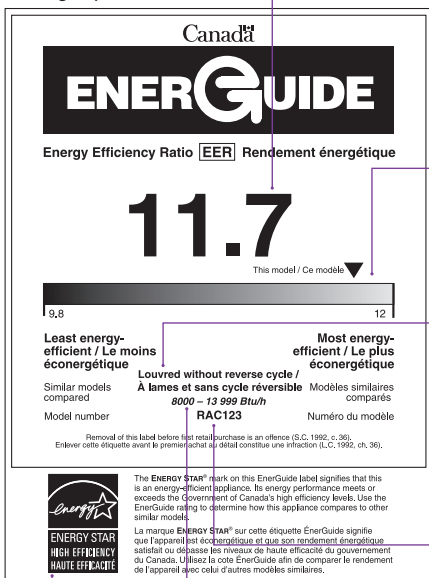 Canada
ENERGUIDE
Energy Efficiency Ratio EER Rendement énergétique
11.7
This model / Ce modèle
9.8 12
Least energy-efficient / Le moins éconergétique
Most energy-efficient / Le plus éconergétique
Louvred without reverse cycle /
À lames et sans cycle réversible
8000 – 13 999 Btu/h
Similar models compared
Modèles similaires comparés
Model number RAC123 Numéro du modèle
Removal of this label before first retail purchase is an offence (S.C. 1992, c. 36).
Enlever cette étiquette avant le premier achat au détail constitue une infraction (L.C. 1992, ch. 36).
energy
ENERGY STAR
HIGH EFFICIENCY
HAUTE EFFICACITÉ
The ENERGY STAR® mark on this EnerGuide label signifies that this
is an energy-efficient appliance. Its energy performance meets or
exceeds the Government of Canada's high efficiency levels. Use the
EnerGuide rating to determine how this appliance compares to other
similar models.
La marque ENERGY STAR® sur cette étiquette ÉnerGuide signifie
que l'appareil est éconergétique et que son rendement énergétique
satisfait ou dépasse les niveaux de haute efficacité du gouvernement
du Canada. Utilisez la cote ÉnerGuide afin de comparer le rendement
de l'appareil avec celui d'autres modèles similaires.